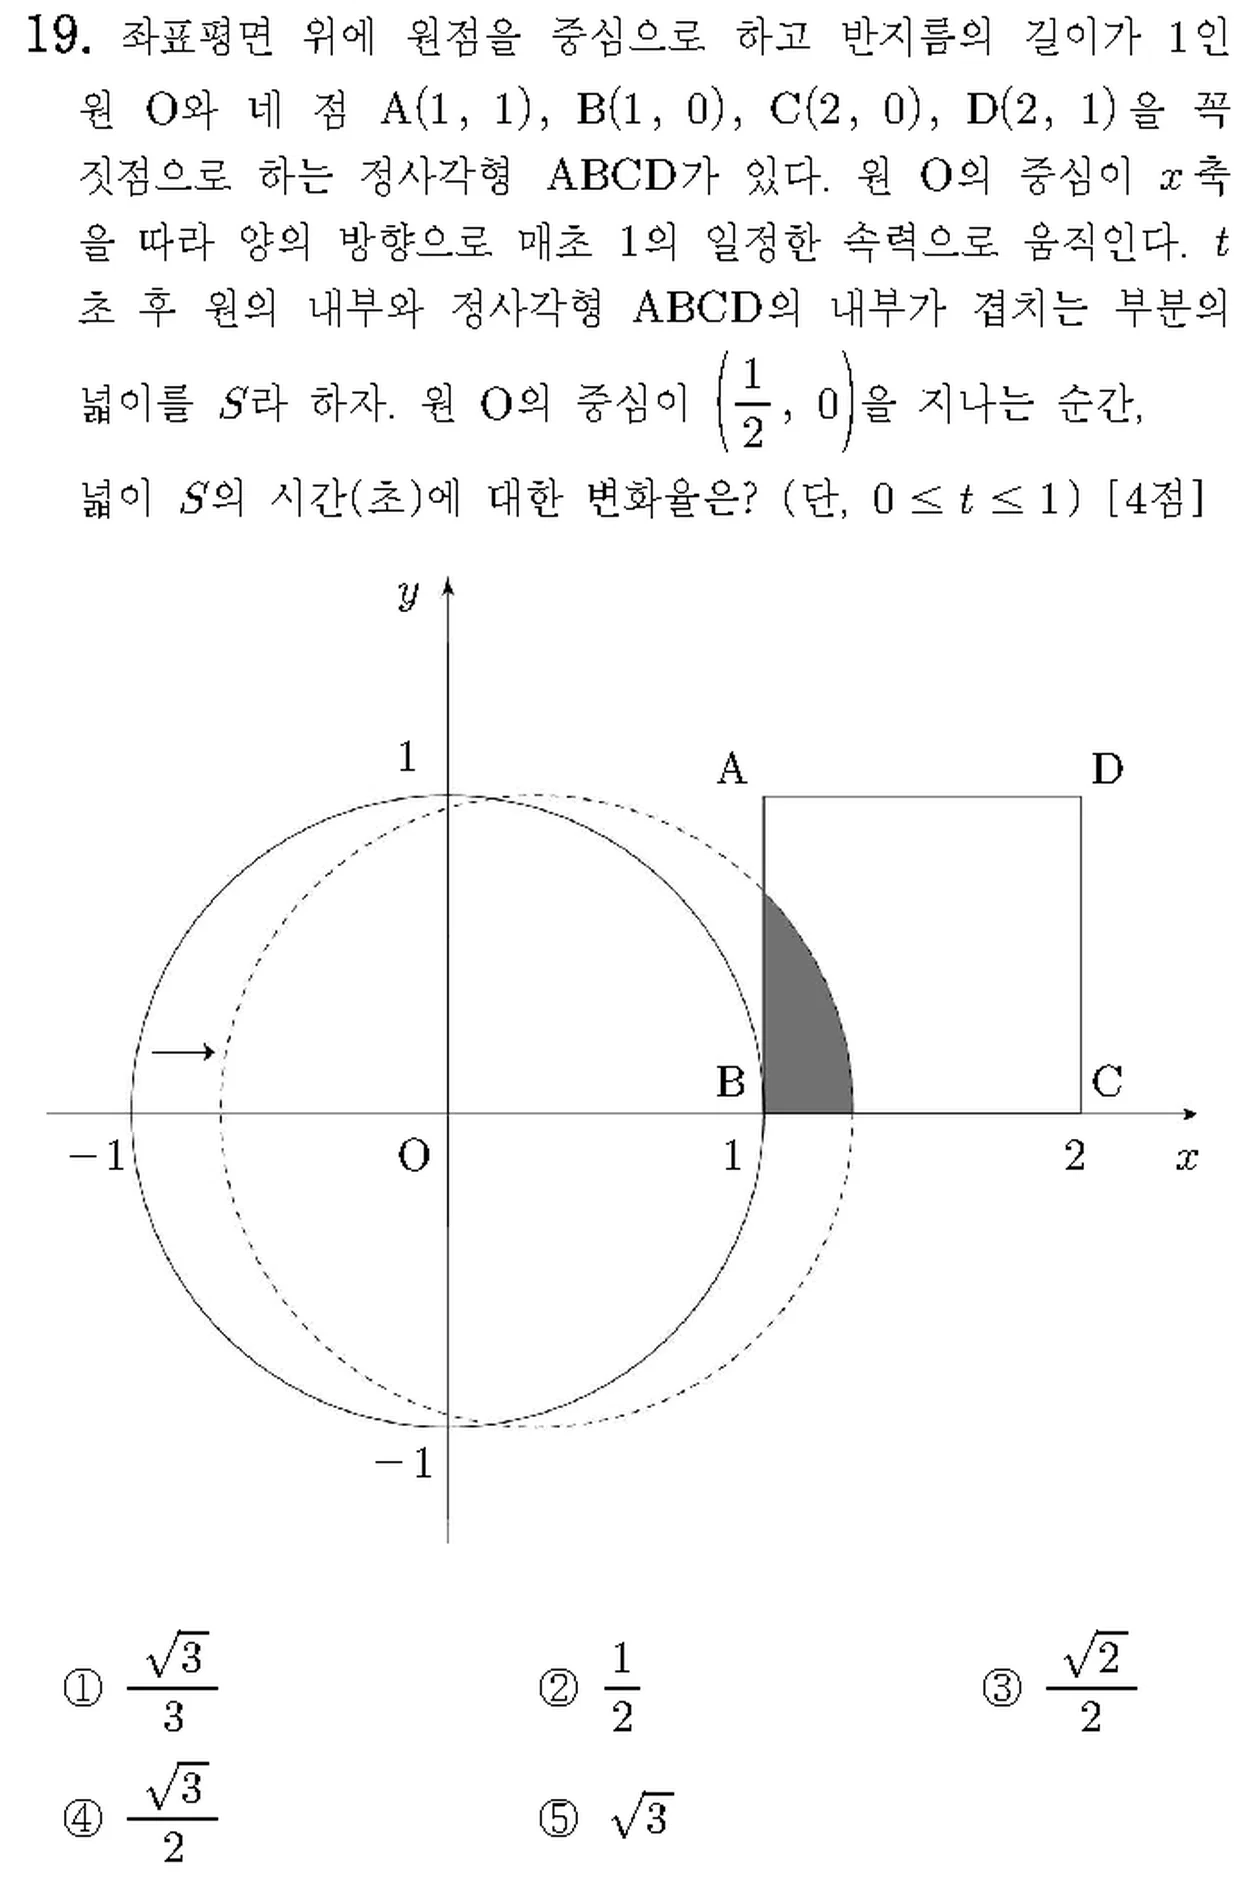 19. 좌표평면 위에 원점을 중심으로 하고 반지름의 길이가 1인
원 O와 네 점 A(1, 1), B(1, 0), C(2, 0), D(2, 1)을 꼭
짓점으로 하는 정사각형 ABCD가 있다. 원 O의 중심이 x축
을 따라 양의 방향으로 매초 1의 일정한 속력으로 움직인다. t
초 후 원의 내부와 정사각형 ABCD의 내부가 겹치는 부분의
넓이를 S라 하자. 원 O의 중심이 (1/2, 0)을 지나는 순간,
넓이 S의 시간(초)에 대한 변화율은? (단, 0 ≤ t ≤ 1) [4점]
y
1
A
D
B
C
−1
O
1
2
x
−1
① √3/3
② 1/2
③ √2/2
④ √3/2
⑤ √3